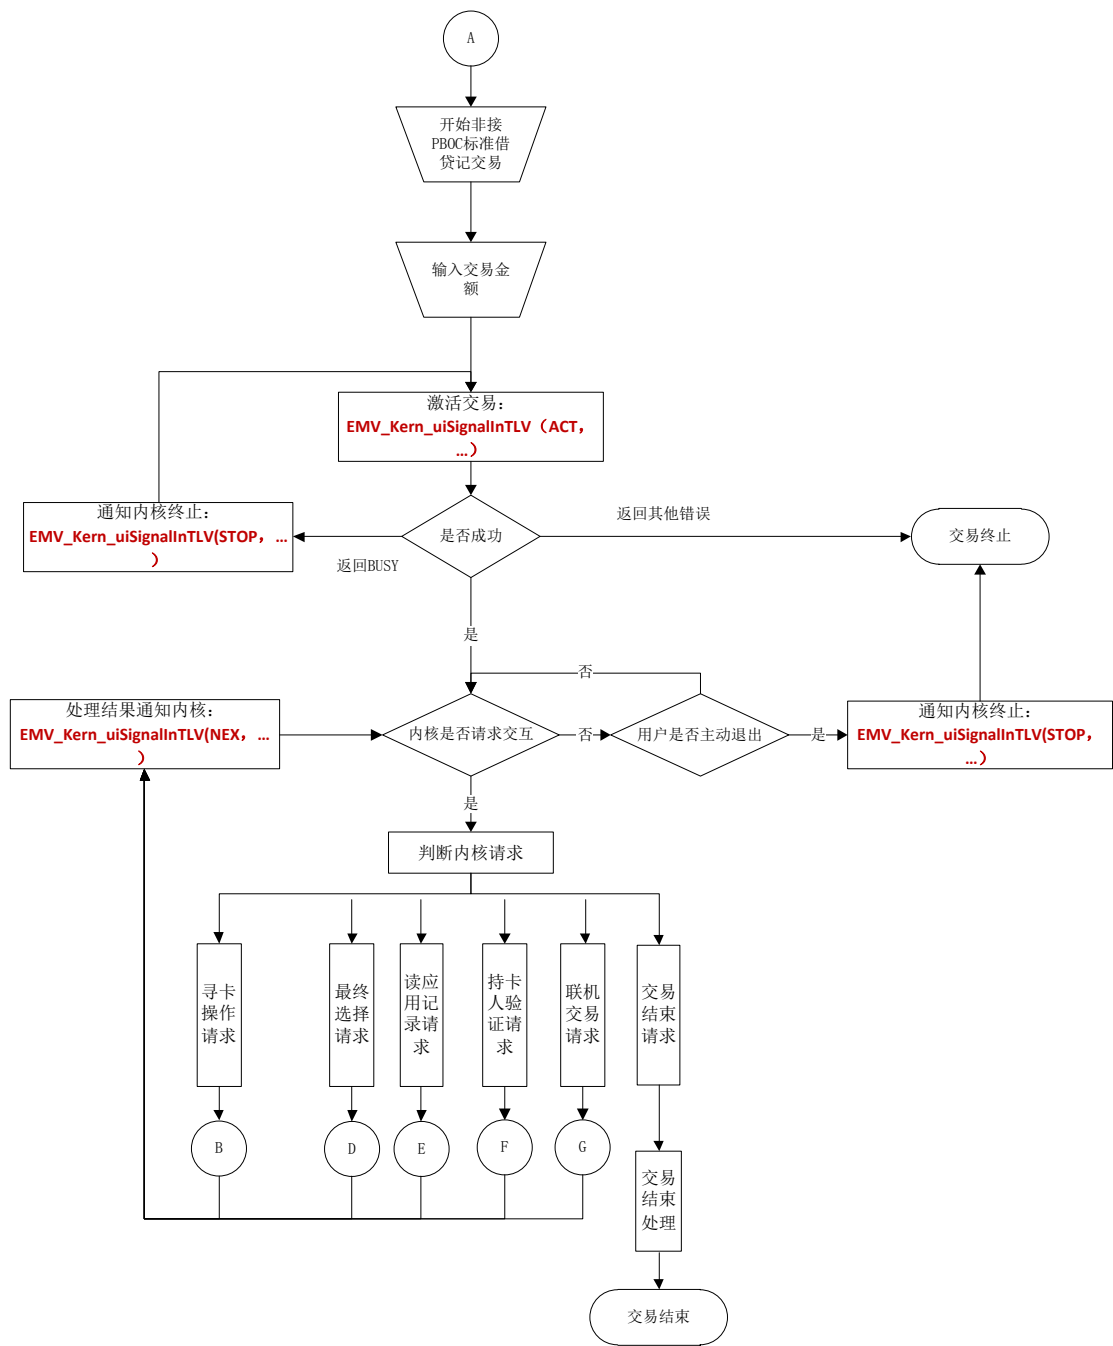 A
开始非接
PBOC标准借
贷记交易
输入交易金
额
激活交易：
EMV_Kern_uiSignalInTLV（ACT，
…）
通知内核终止：
EMV_Kern_uiSignalInTLV(STOP，…
）
是否成功
返回其他错误
交易终止
返回BUSY
是
否
处理结果通知内核：
EMV_Kern_uiSignalInTLV(NEX，…
）
内核是否请求交互
否
用户是否主动退出
是
通知内核终止：
EMV_Kern_uiSignalInTLV(STOP，
…）
是
判断内核请求
寻卡
操作
请求
最终
选择
请求
读应
用记
录请
求
持卡
人验
证请
求
联机
交易
请求
交易
结束
请求
B
D
E
F
G
交易
结束
处理
交易结束